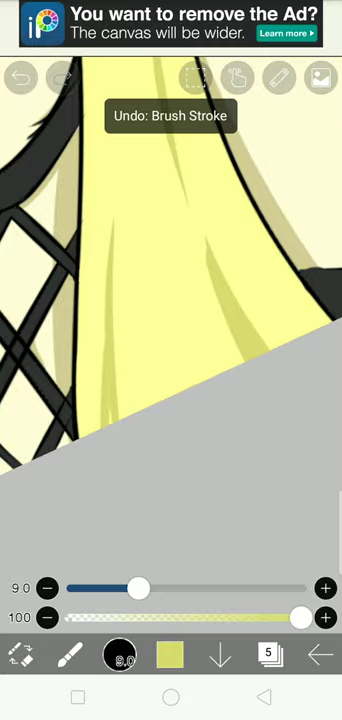 iP
You want to remove the Ad?
The canvas will be wider.
Learn more
Undo: Brush Stroke
9.0
100
9.0
5